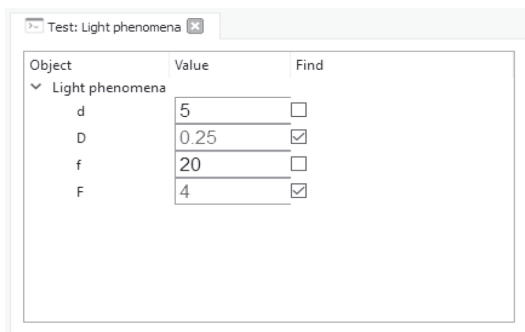 Test: Light phenomena
Object Value Find
Light phenomena
d 5
D 0.25
f 20
F 4